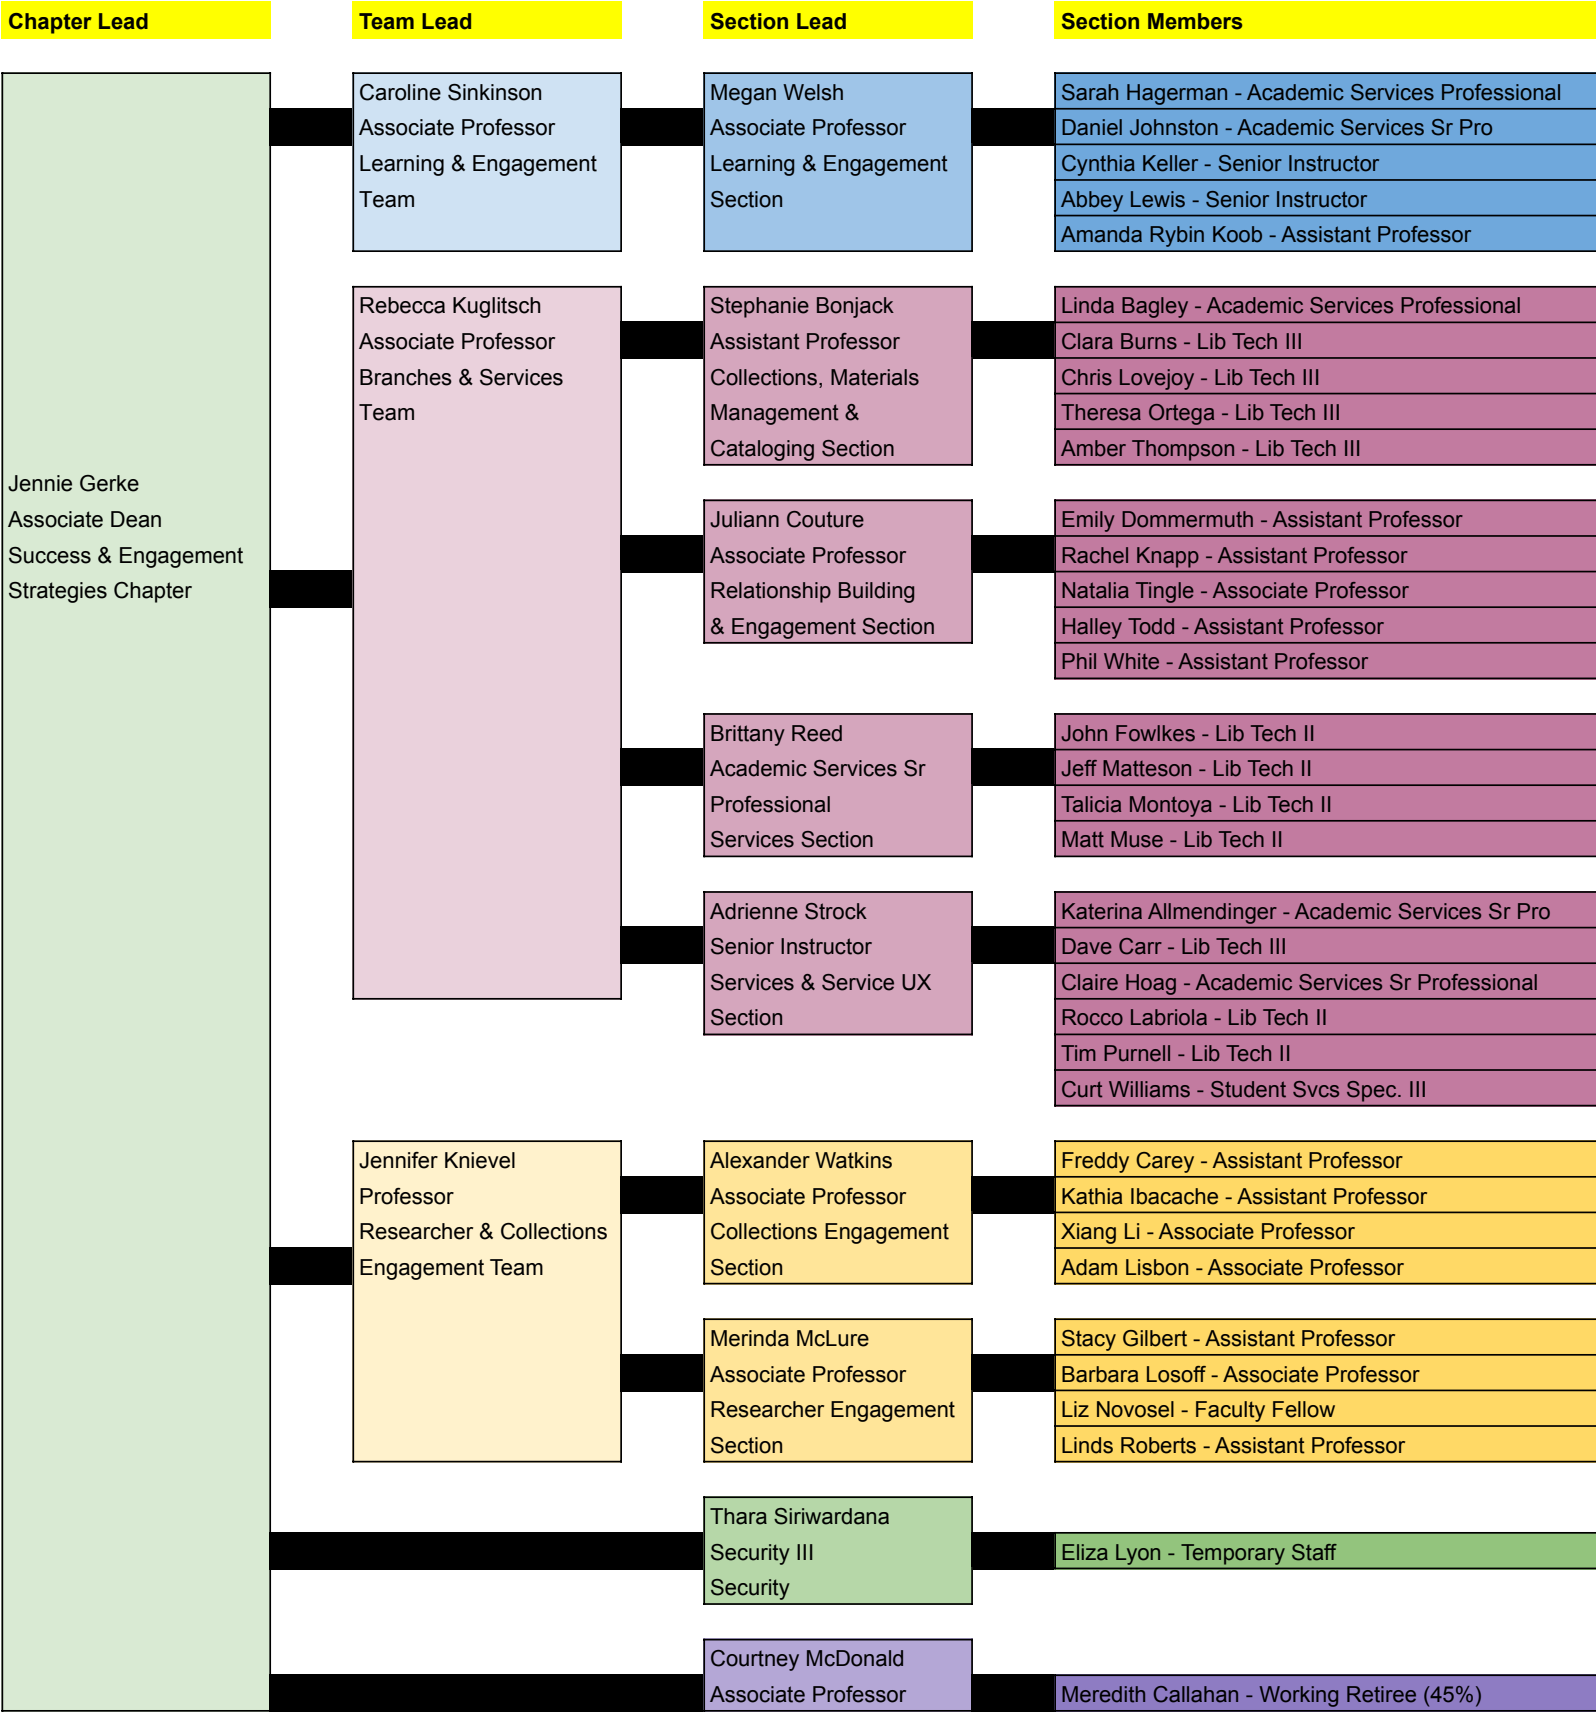 Chapter Lead
Team Lead
Section Lead
Section Members
Jennie Gerke
Associate Dean
Success & Engagement
Strategies Chapter
Caroline Sinkinson
Associate Professor
Learning & Engagement
Team
Megan Welsh
Associate Professor
Learning & Engagement
Section
Sarah Hagerman - Academic Services Professional
Daniel Johnston - Academic Services Sr Pro
Cynthia Keller - Senior Instructor
Abbey Lewis - Senior Instructor
Amanda Rybin Koob - Assistant Professor
Rebecca Kuglitsch
Associate Professor
Branches & Services
Team
Stephanie Bonjack
Assistant Professor
Collections, Materials
Management &
Cataloging Section
Linda Bagley - Academic Services Professional
Clara Burns - Lib Tech III
Chris Lovejoy - Lib Tech III
Theresa Ortega - Lib Tech III
Amber Thompson - Lib Tech III
Juliann Couture
Associate Professor
Relationship Building
& Engagement Section
Emily Dommermuth - Assistant Professor
Rachel Knapp - Assistant Professor
Natalia Tingle - Associate Professor
Halley Todd - Assistant Professor
Phil White - Assistant Professor
Brittany Reed
Academic Services Sr
Professional
Services Section
John Fowlkes - Lib Tech II
Jeff Matteson - Lib Tech II
Talicia Montoya - Lib Tech II
Matt Muse - Lib Tech II
Adrienne Strock
Senior Instructor
Services & Service UX
Section
Katerina Allmendinger - Academic Services Sr Pro
Dave Carr - Lib Tech III
Claire Hoag - Academic Services Sr Professional
Rocco Labriola - Lib Tech II
Tim Purnell - Lib Tech II
Curt Williams - Student Svcs Spec. III
Jennifer Knievel
Professor
Researcher & Collections
Engagement Team
Alexander Watkins
Associate Professor
Collections Engagement
Section
Freddy Carey - Assistant Professor
Kathia Ibacache - Assistant Professor
Xiang Li - Associate Professor
Adam Lisbon - Associate Professor
Merinda McLure
Associate Professor
Researcher Engagement
Section
Stacy Gilbert - Assistant Professor
Barbara Losoff - Associate Professor
Liz Novosel - Faculty Fellow
Linds Roberts - Assistant Professor
Thara Siriwardana
Security III
Security
Eliza Lyon - Temporary Staff
Courtney McDonald
Associate Professor
Meredith Callahan - Working Retiree (45%)